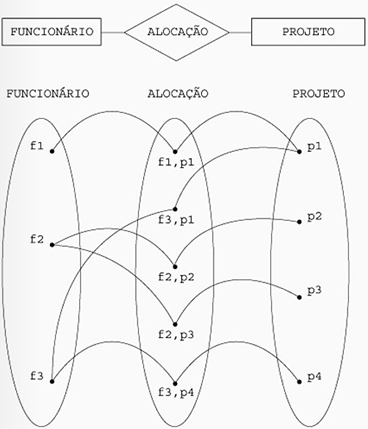 FUNCIONÁRIO ALOCAÇÃO PROJETO
FUNCIONÁRIO ALOCAÇÃO PROJETO
f1 f1,p1 p1
f3,p1
f2 f2,p2 p2
f2,p3 p3
f3 f3,p4 p4